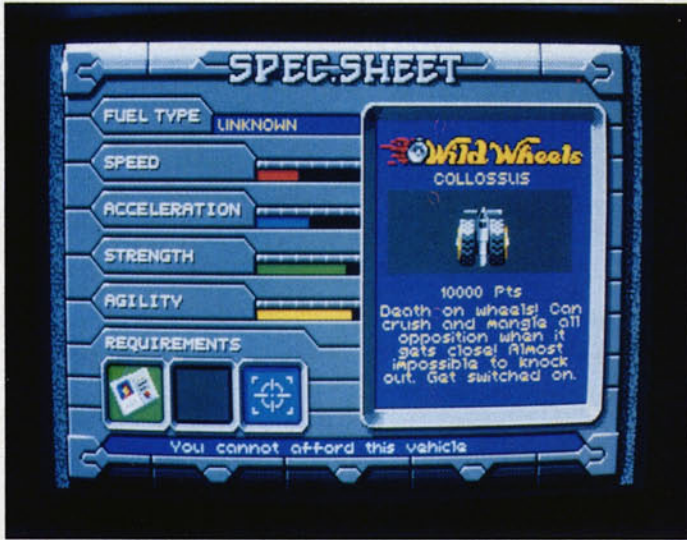 SPEC.SHEET
FUEL TYPE
UNKNOWN
SPEED
ACCELERATION
STRENGTH
AGILITY
REQUIREMENTS
Wild Wheels
COLLOSSUS
10000 Pts
Death on wheels! Can
crush and mangle all
opposition when it
gets close! Almost
impossible to knock
out. Get switched on.
You cannot afford this vehicle